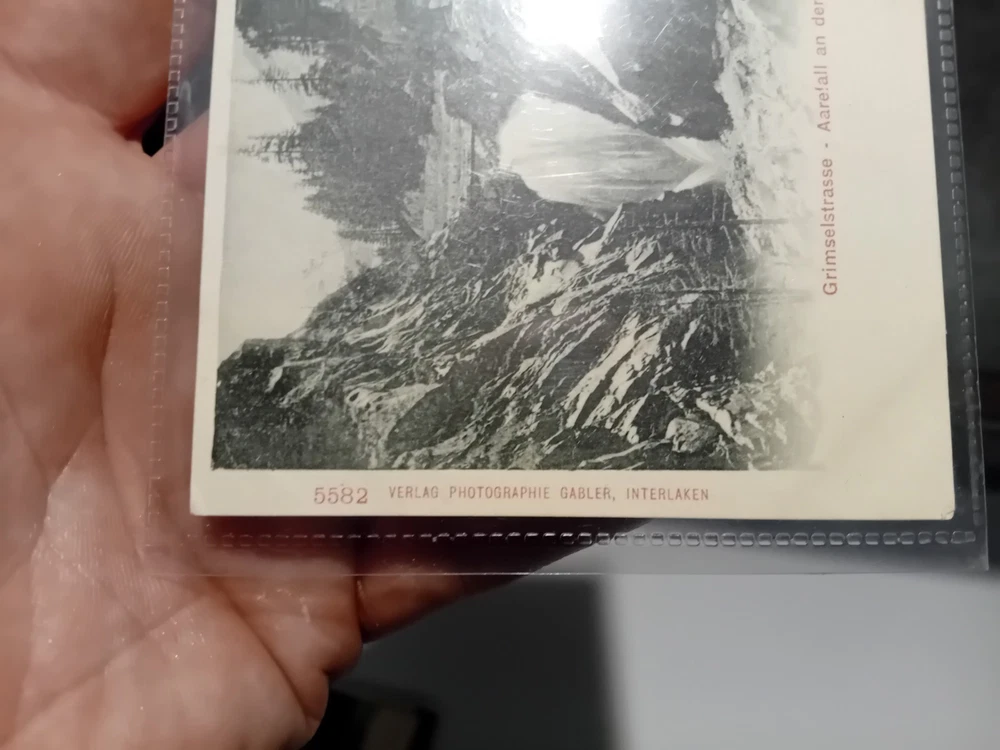 Grimselstrasse - Aarefall an der
5582 VERLAG PHOTOGRAPHIE GABLER, INTERLAKEN